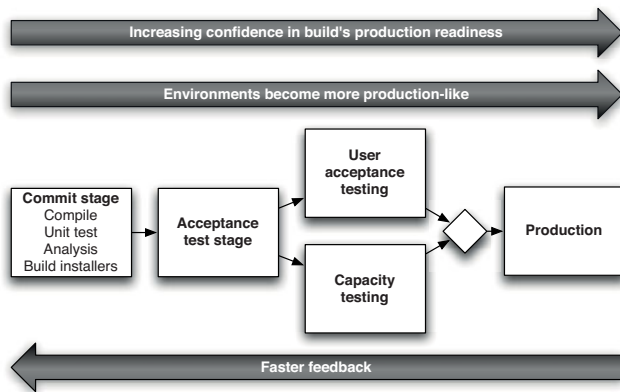 Increasing confidence in build's production readiness
Environments become more production-like
Commit stage
Compile
Unit test
Analysis
Build installers
Acceptance
test stage
User
acceptance
testing
Capacity
testing
Production
Faster feedback